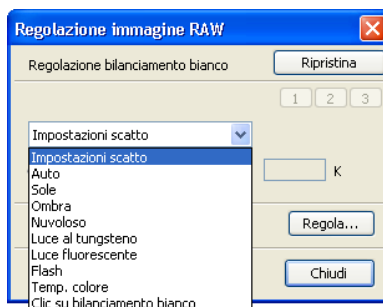 Regolazione immagine RAW
Regolazione bilanciamento bianco
Ripristina
1 2 3
Impostazioni scatto
Impostazioni scatto
Auto
Sole
Ombra
Nuvoloso
Luce al tungsteno
Luce fluorescente
Flash
Temp. colore
Clic su bilanciamento bianco
K
Regola...
Chiudi